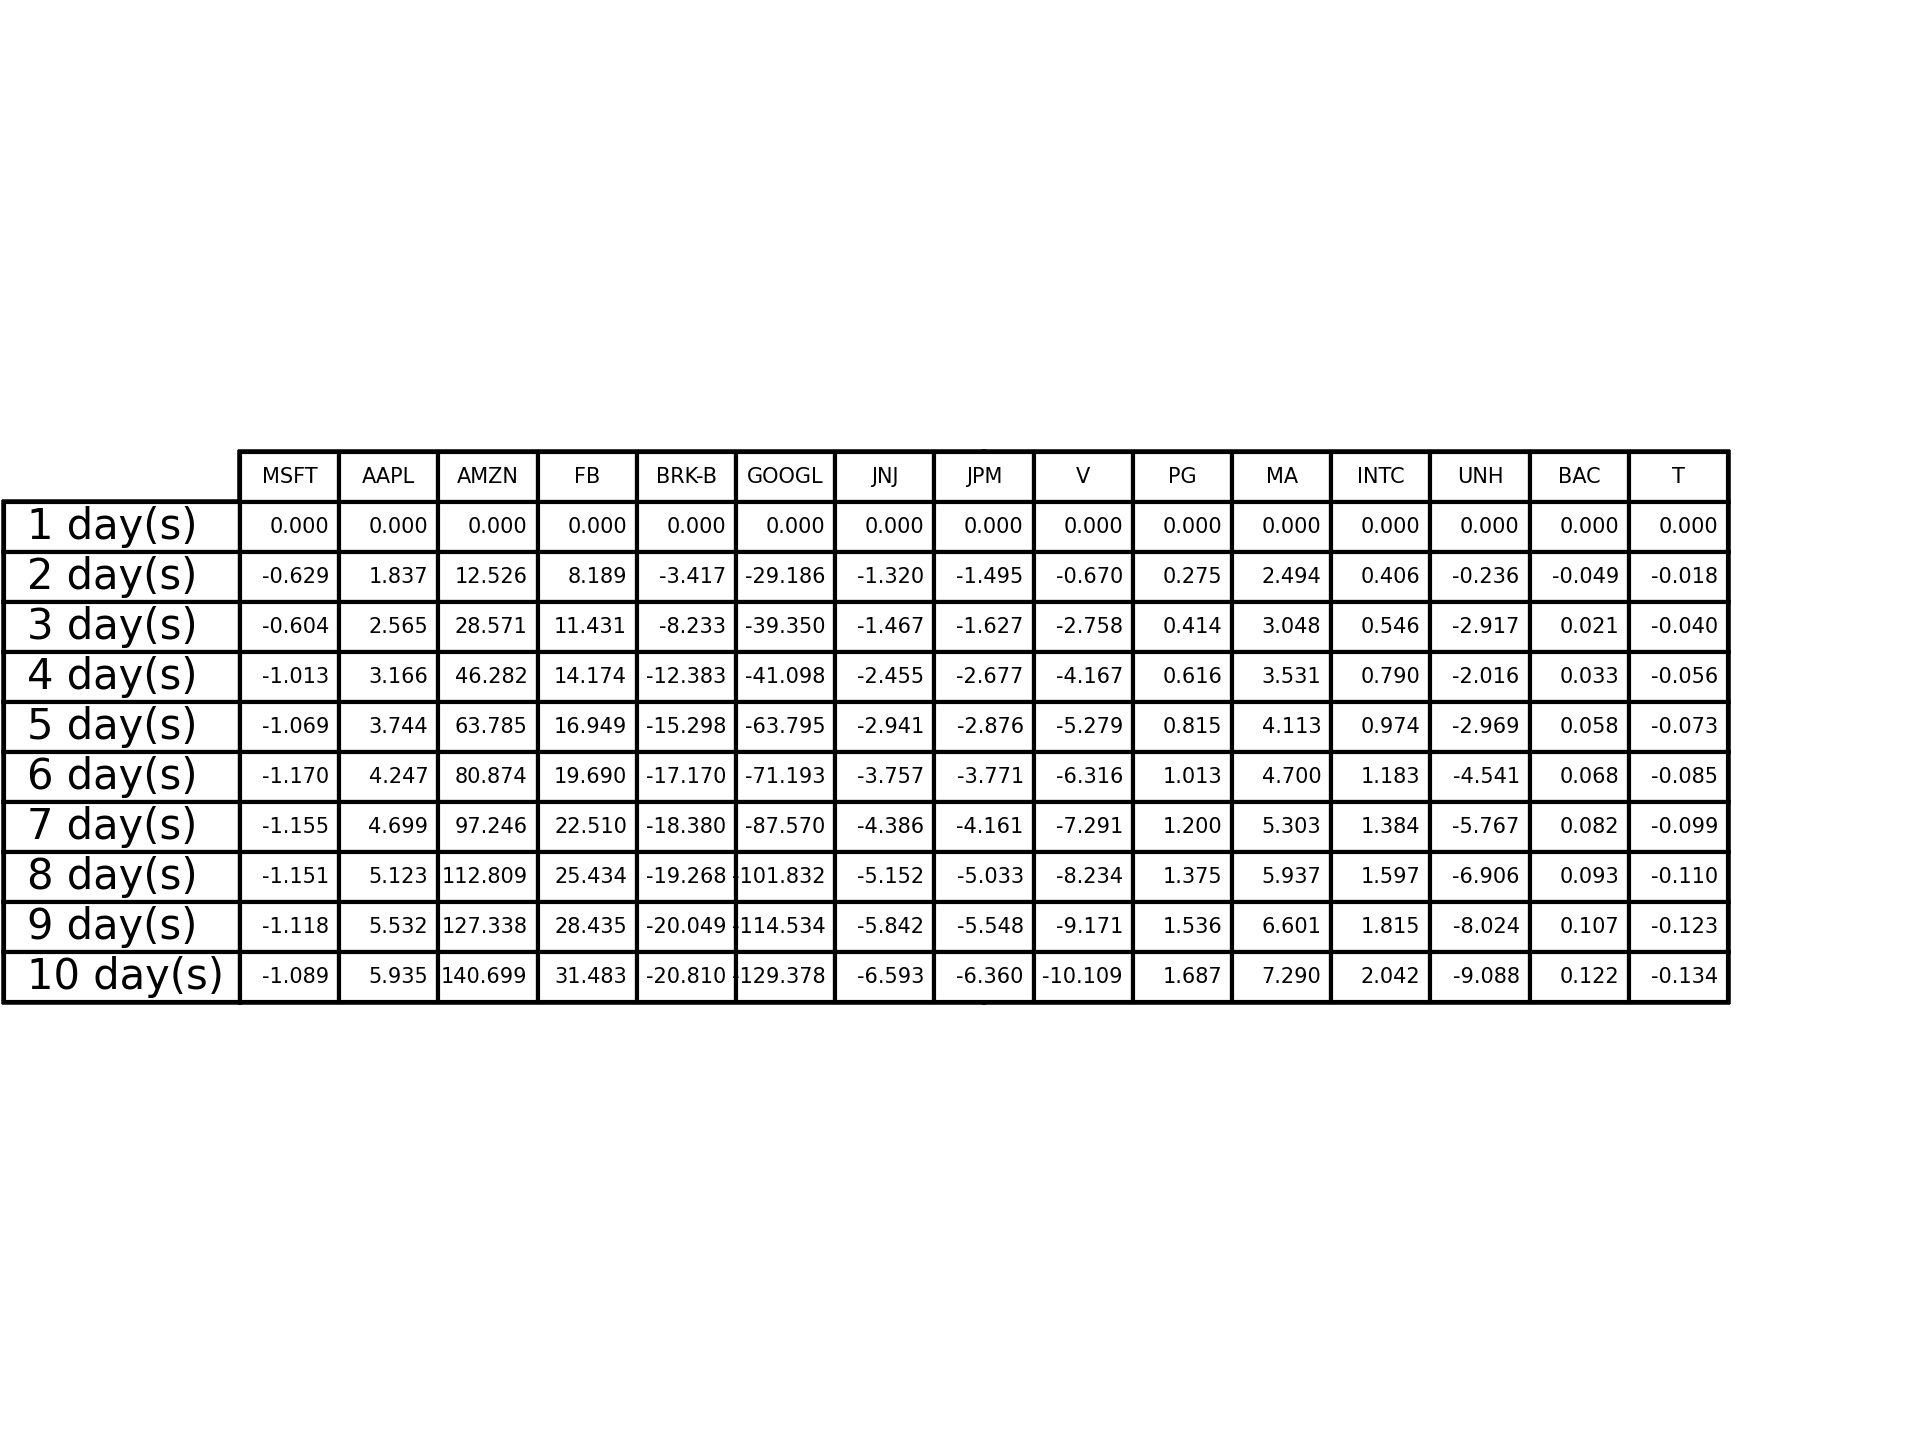 MSFT AAPL AMZN FB BRK-B GOOGL JNJ JPM V PG MA INTC UNH BAC T
1 day(s) 0.000 0.000 0.000 0.000 0.000 0.000 0.000 0.000 0.000 0.000 0.000 0.000 0.000 0.000 0.000
2 day(s) -0.629 1.837 12.526 8.189 -3.417 -29.186 -1.320 -1.495 -0.670 0.275 2.494 0.406 -0.236 -0.049 -0.018
3 day(s) -0.604 2.565 28.571 11.431 -8.233 -39.350 -1.467 -1.627 -2.758 0.414 3.048 0.546 -2.917 0.021 -0.040
4 day(s) -1.013 3.166 46.282 14.174 -12.383 -41.098 -2.455 -2.677 -4.167 0.616 3.531 0.790 -2.016 0.033 -0.056
5 day(s) -1.069 3.744 63.785 16.949 -15.298 -63.795 -2.941 -2.876 -5.279 0.815 4.113 0.974 -2.969 0.058 -0.073
6 day(s) -1.170 4.247 80.874 19.690 -17.170 -71.193 -3.757 -3.771 -6.316 1.013 4.700 1.183 -4.541 0.068 -0.085
7 day(s) -1.155 4.699 97.246 22.510 -18.380 -87.570 -4.386 -4.161 -7.291 1.200 5.303 1.384 -5.767 0.082 -0.099
8 day(s) -1.151 5.123 112.809 25.434 -19.268 -101.832 -5.152 -5.033 -8.234 1.375 5.937 1.597 -6.906 0.093 -0.110
9 day(s) -1.118 5.532 127.338 28.435 -20.049 -114.534 -5.842 -5.548 -9.171 1.536 6.601 1.815 -8.024 0.107 -0.123
10 day(s) -1.089 5.935 140.699 31.483 -20.810 -129.378 -6.593 -6.360 -10.109 1.687 7.290 2.042 -9.088 0.122 -0.134